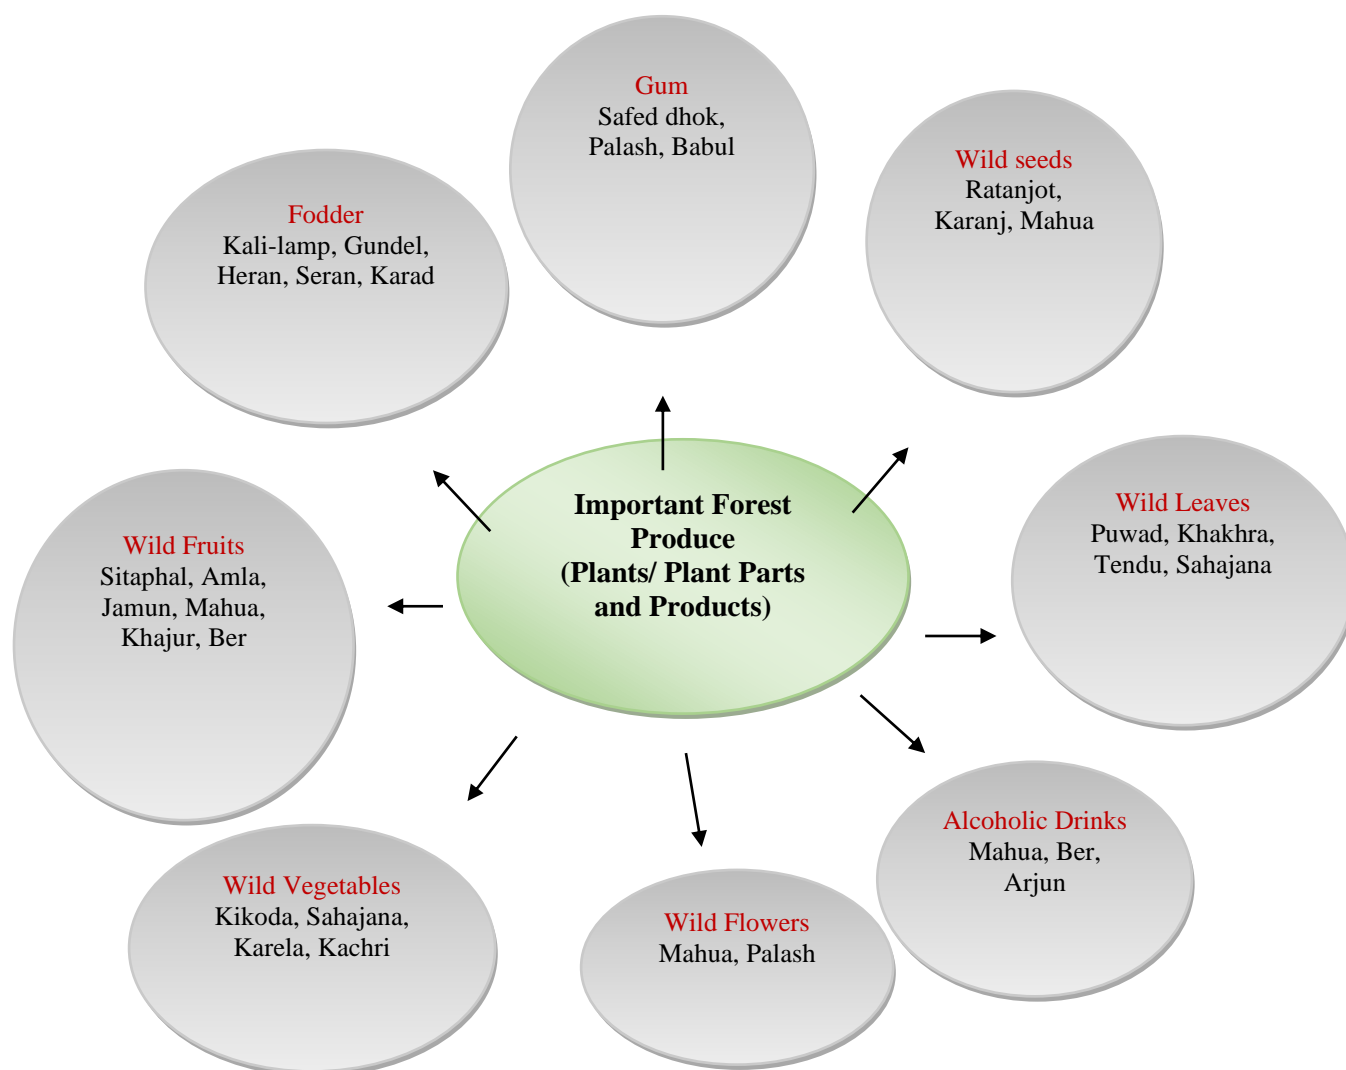 Gum
Safed dhok,
Palash, Babul
Wild seeds
Ratanjot,
Karanj, Mahua
Fodder
Kali-lamp, Gundel,
Heran, Seran, Karad
Important Forest
Produce
(Plants/ Plant Parts
and Products)
Wild Leaves
Puwad, Khakhra,
Tendu, Sahajana
Wild Fruits
Sitaphal, Amla,
Jamun, Mahua,
Khajur, Ber
Alcoholic Drinks
Mahua, Ber,
Arjun
Wild Vegetables
Kikoda, Sahajana,
Karela, Kachri
Wild Flowers
Mahua, Palash